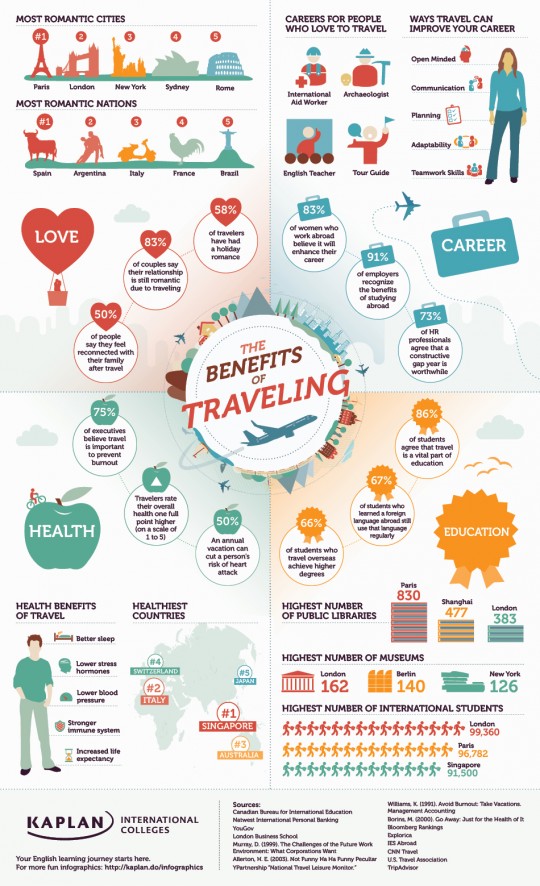 MOST ROMANTIC CITIES
#1
2
3
4
5
Paris
London
New York
Sydney
Rome
MOST ROMANTIC NATIONS
#1
2
3
4
5
Spain
Argentina
Italy
France
Brazil
CAREERS FOR PEOPLE
WHO LOVE TO TRAVEL
International
Aid Worker
Archaeologist
English Teacher
Tour Guide
WAYS TRAVEL CAN
IMPROVE YOUR CAREER
Open Minded
Communication
Planning
Adaptability
Teamwork Skills
LOVE
58%
of travelers
have had
a holiday
romance
83%
of couples say
their relationship
is still romantic
due to traveling
50%
of people
say they feel
reconnected with
their family
after travel
CAREER
83%
of women who
work abroad
believe it will
enhance their
career
91%
of employers
recognize
the benefits
of studying
abroad
73%
of HR
professionals
agree that a
constructive
gap year is
worthwhile
THE
BENEFITS
OF
TRAVELING
HEALTH
75%
of executives
believe travel
is important
to prevent
burnout
Travelers rate
their overall
health one full
point higher
(on a scale of
1 to 5)
50%
An annual
vacation can
cut a person's
risk of heart
attack
EDUCATION
86%
of students
agree that travel
is a vital part of
education
67%
of students who
learned a foreign
language abroad still
use that language
regularly
66%
of students who
travel overseas
achieve higher
degrees
HEALTH BENEFITS
OF TRAVEL
Better sleep
Lower stress
hormones
Lower blood
pressure
Stronger
immune system
Increased life
expectancy
HEALTHIEST
COUNTRIES
#4
SWITZERLAND
#5
JAPAN
#2
ITALY
#1
SINGAPORE
#3
AUSTRALIA
HIGHEST NUMBER
OF PUBLIC LIBRARIES
Paris
830
Shanghai
477
London
383
HIGHEST NUMBER OF MUSEUMS
London
162
Berlin
140
New York
126
HIGHEST NUMBER OF INTERNATIONAL STUDENTS
London
99,360
Paris
96,782
Singapore
91,500
KAPLAN
INTERNATIONAL
COLLEGES
Your English learning journey starts here.
For more fun infographics: http://kaplan.do/infographics
Sources:
Canadian Bureau for International Education
Natwest International Personal Banking
YouGov
London Business School
Murray, D. (1999). The Challenges of the Future Work
Environment: What Corporations Want
Allerton, H. E. (2003). Not Funny Ha Ha Funny Peculiar
YPartnership "National Travel Leisure Monitor."
Williams, K. (1991). Avoid Burnout: Take Vacations.
Management Accounting
Borins, M. (2000). Go Away: Just for the Health of It
Bloomberg Rankings
Explorica
IES Abroad
CNN Travel
U.S. Travel Association
TripAdvisor